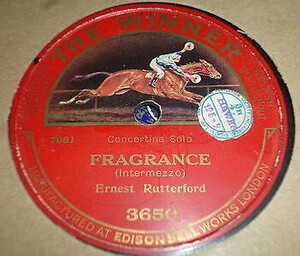 THE WINNER
7081
Concertina Solo
FRAGRANCE
(Intermezzo)
Ernest Rutterford
3650
MANUFACTURED AT EDISON BELL WORKS LONDON